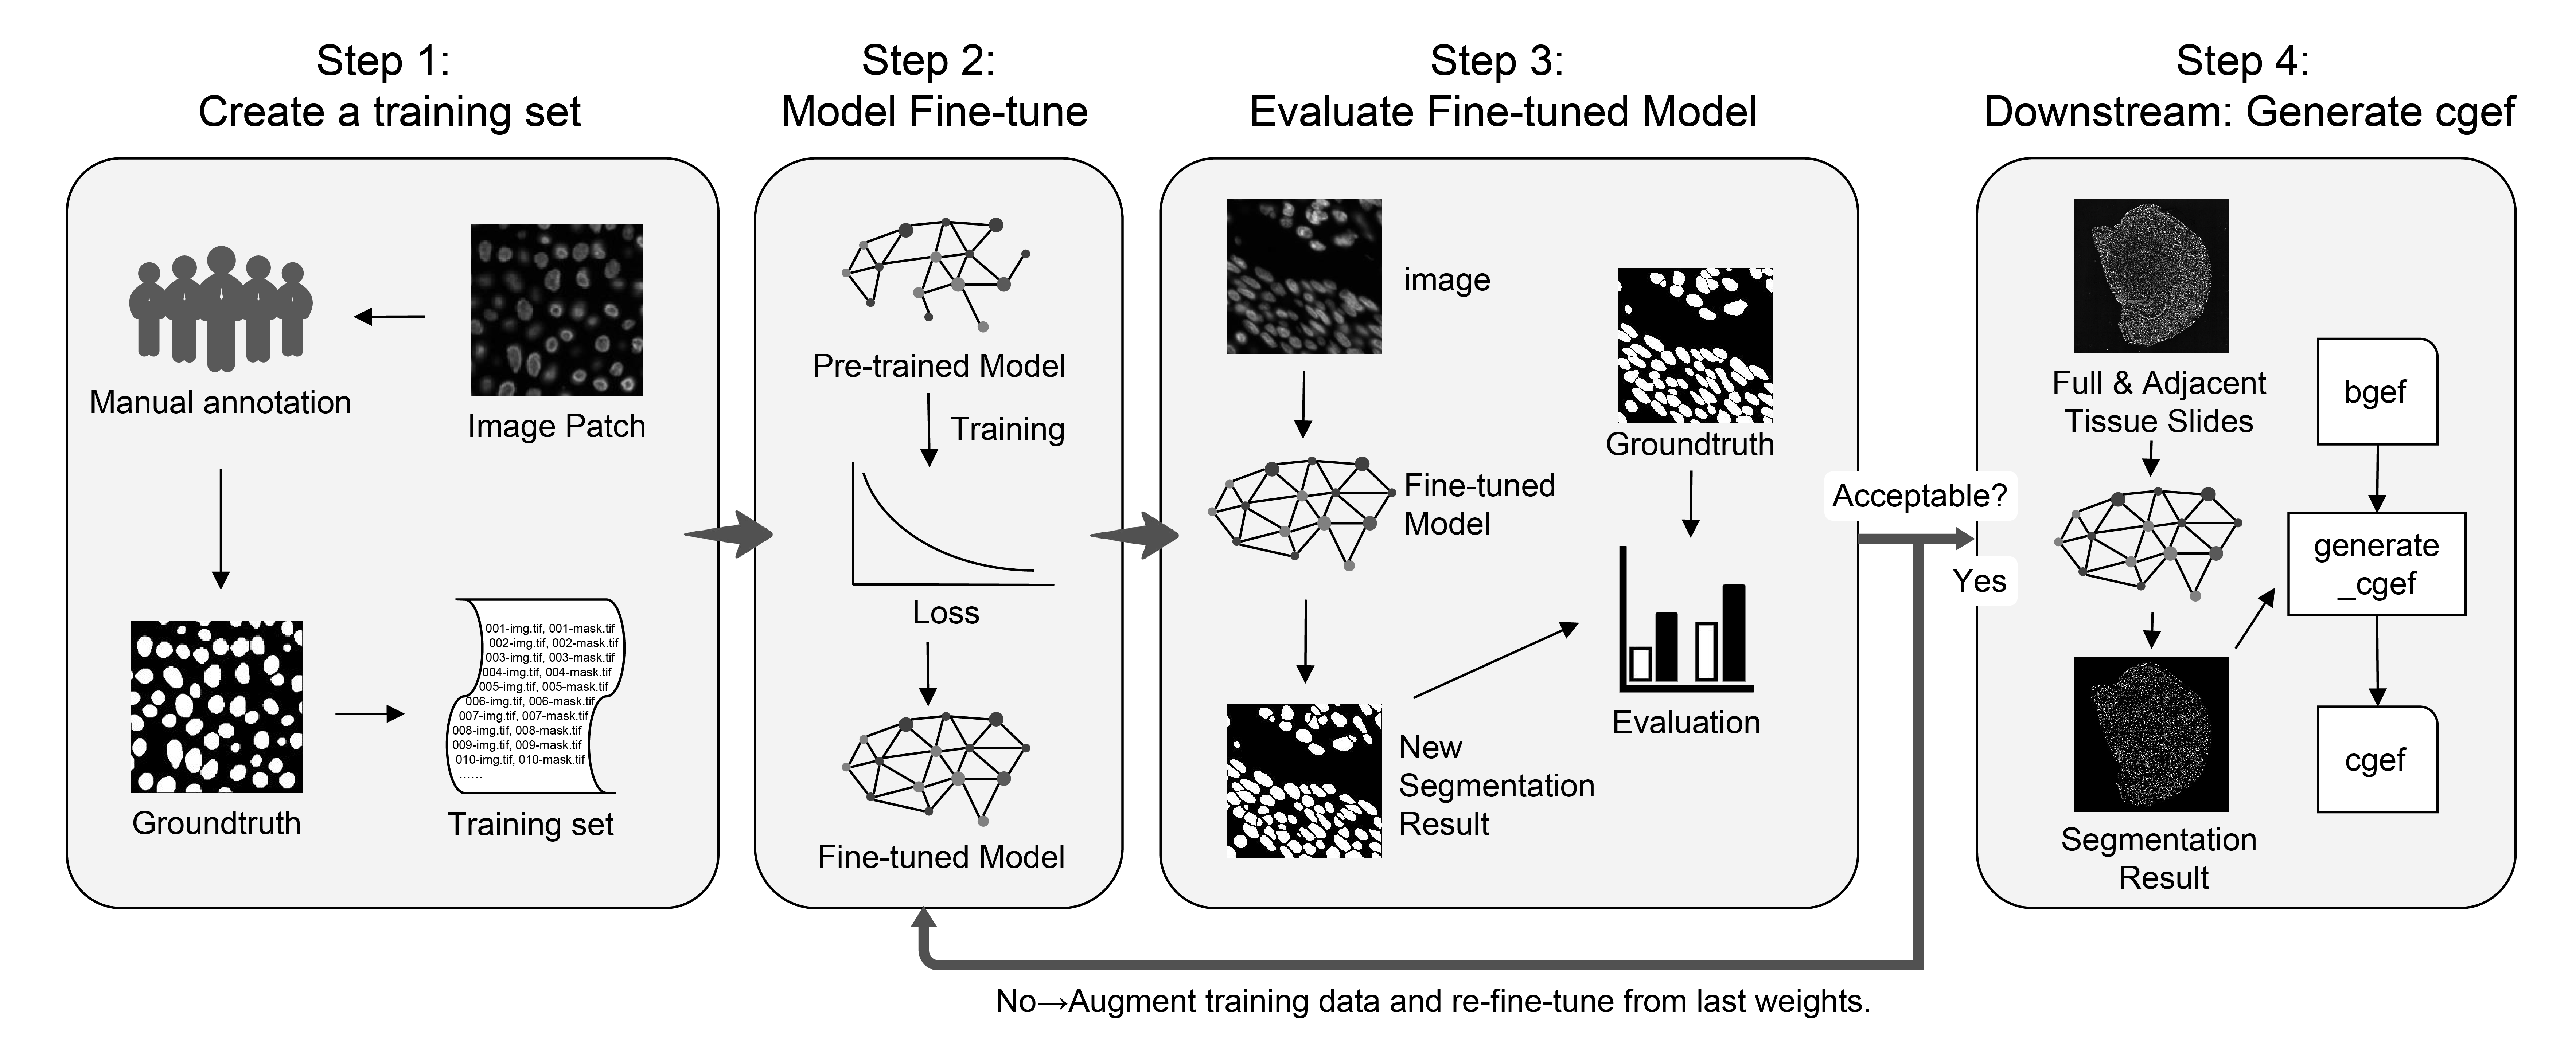 Step 1:
Create a training set
Manual annotation
Image Patch
Groundtruth
001-img.tif, 001-mask.tif
002-img.tif, 002-mask.tif
003-img.tif, 003-mask.tif
004-img.tif, 004-mask.tif
005-img.tif, 005-mask.tif
006-img.tif, 006-mask.tif
007-img.tif, 007-mask.tif
008-img.tif, 008-mask.tif
009-img.tif, 009-mask.tif
010-img.tif, 010-mask.tif
......
Training set
Step 2:
Model Fine-tune
Pre-trained Model
Training
Loss
Fine-tuned Model
Step 3:
Evaluate Fine-tuned Model
image
Fine-tuned
Model
New
Segmentation
Result
Groundtruth
Evaluation
Acceptable?
Yes
No→Augment training data and re-fine-tune from last weights.
Step 4:
Downstream: Generate cgef
Full & Adjacent
Tissue Slides
Segmentation
Result
bgef
generate
_cgef
cgef